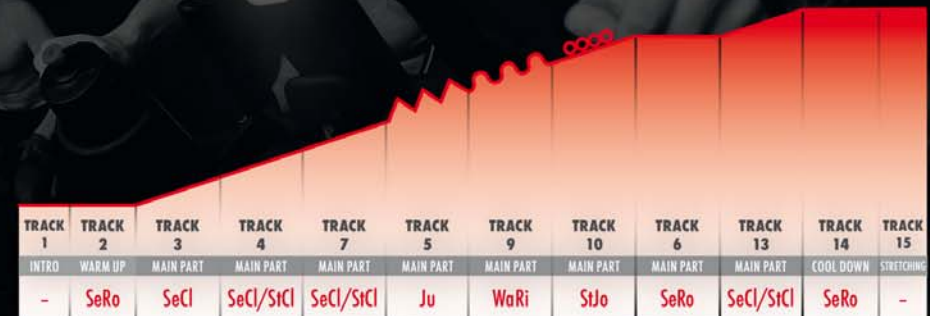 TRACK TRACK TRACK TRACK TRACK TRACK TRACK TRACK TRACK TRACK TRACK TRACK
1 2 3 4 7 5 9 10 6 13 14 15
INTRO WARM UP MAIN PART MAIN PART MAIN PART MAIN PART MAIN PART MAIN PART MAIN PART MAIN PART COOL DOWN STRETCHING
- SeRo SeCl SeCl/StCl SeCl/StCl Ju WaRi StJo SeRo SeCl/StCl SeRo -